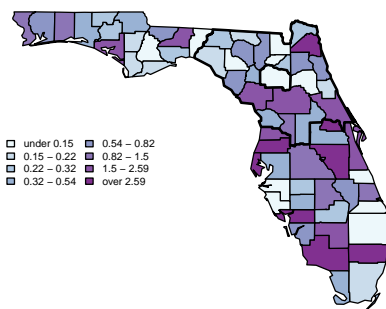 under 0.15
0.15 – 0.22
0.22 – 0.32
0.32 – 0.54
0.54 – 0.82
0.82 – 1.5
1.5 – 2.59
over 2.59